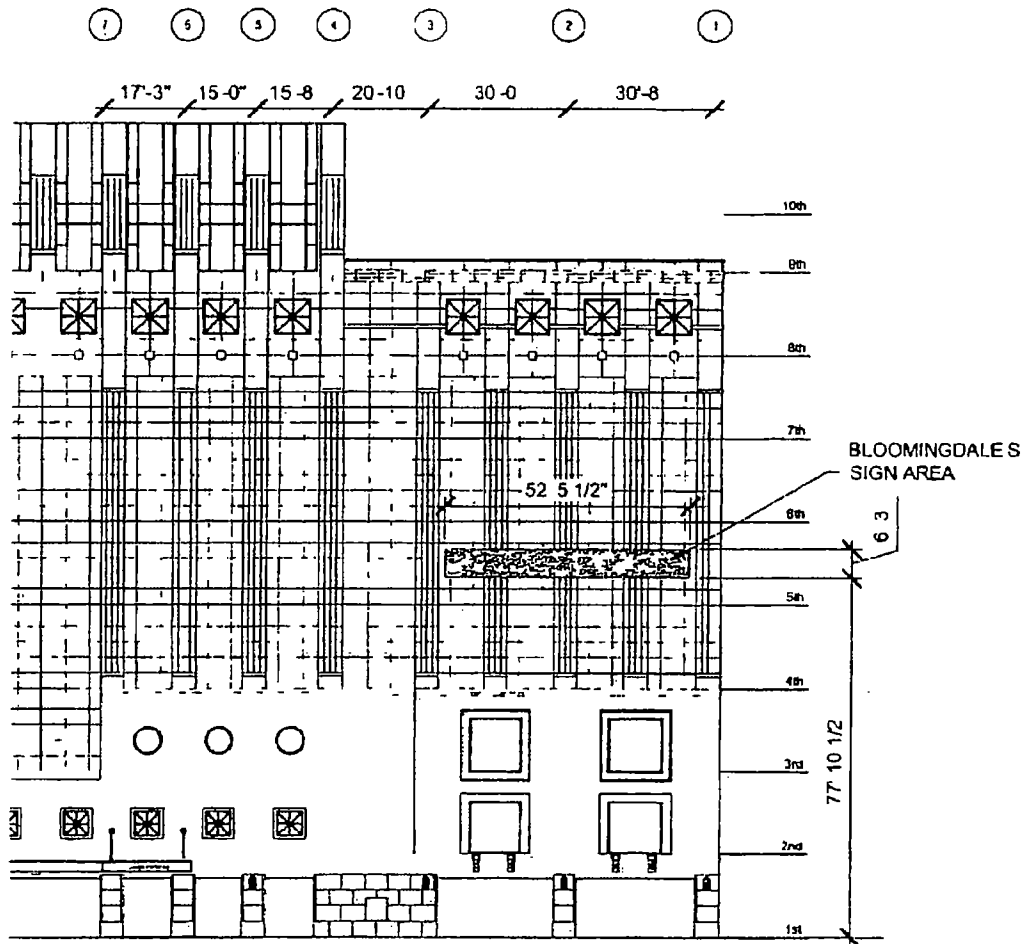 7 6 5 4 3 2 1
17'-3" 15-0" 15-8 20-10 30-0 30'-8
10th
9th
8th
7th
BLOOMINGDALE S
SIGN AREA
52 5 1/2"
6th
6 3
5th
4th
3rd
77' 10 1/2
2nd
1st